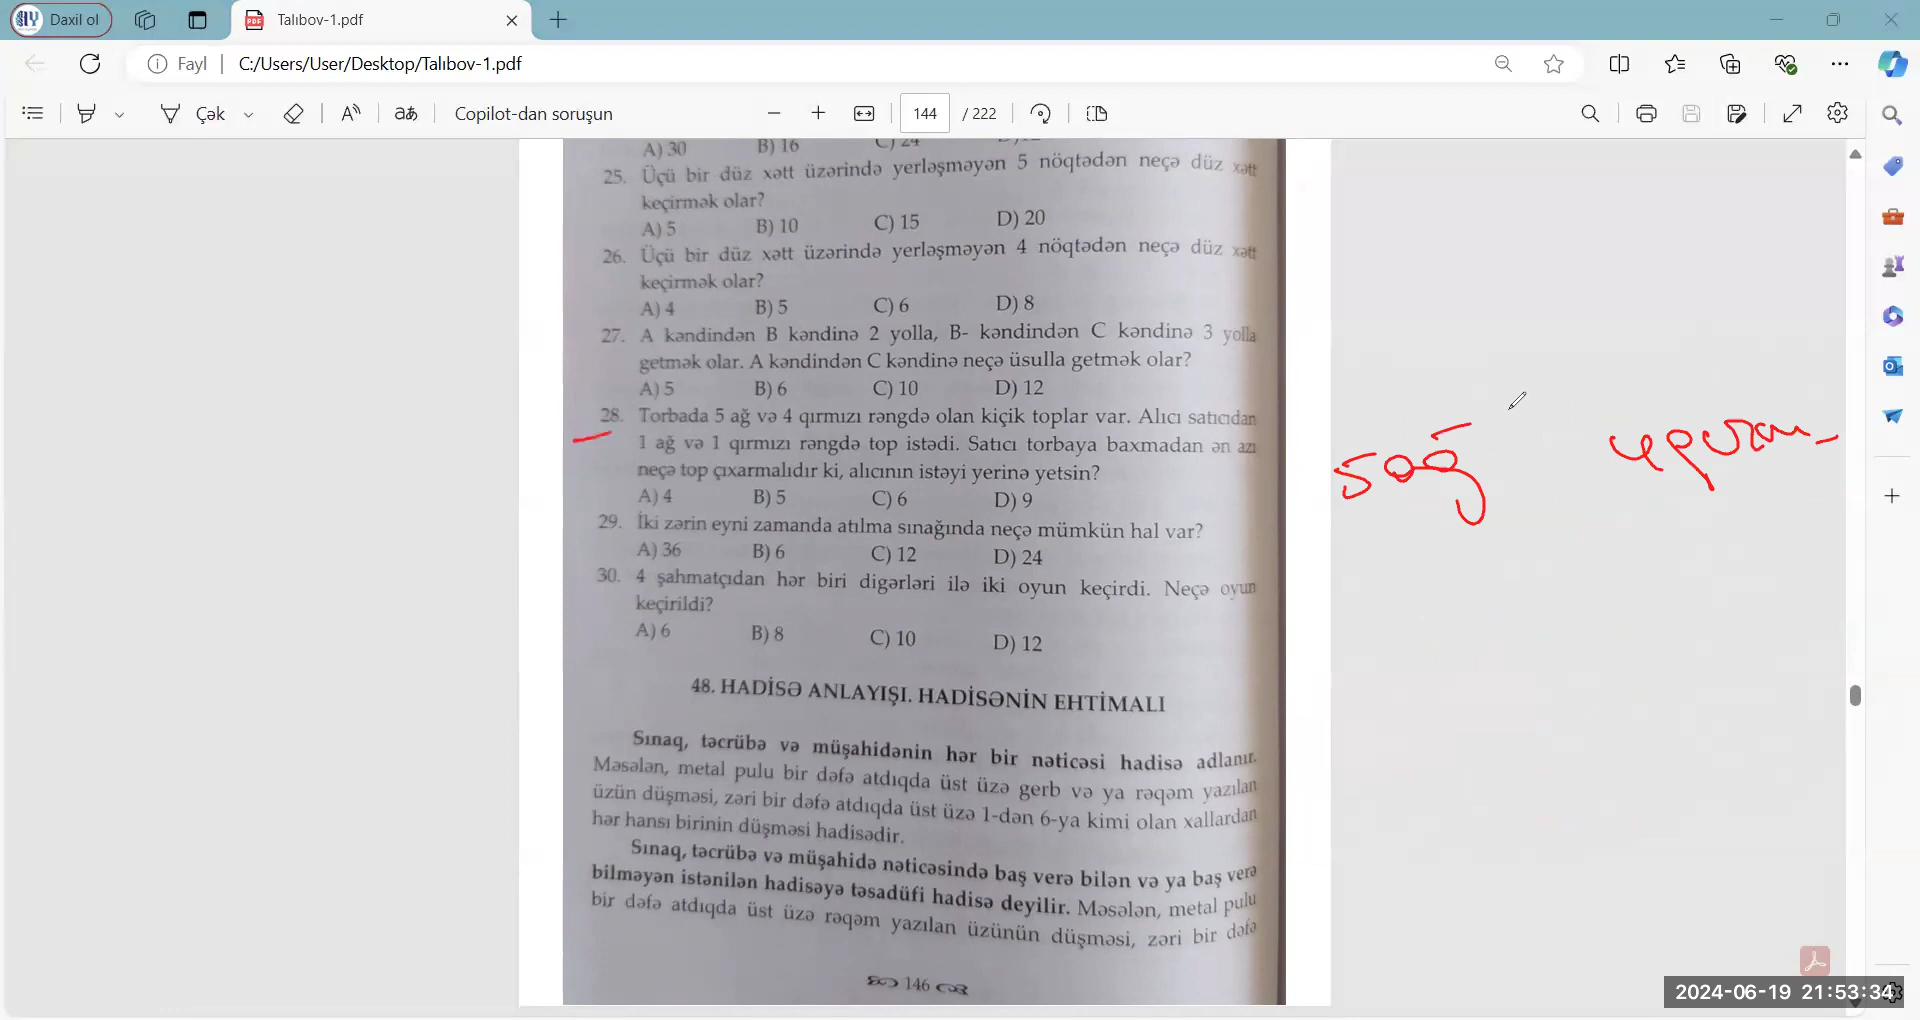 Daxil ol
Talıbov-1.pdf
Fayl
C:/Users/User/Desktop/Talıbov-1.pdf
Çək
Copilot-dan soruşun
144 / 222
A) 30 B) 16 C) 24
25. Üçü bir düz xətt üzərində yerləşməyən 5 nöqtədən neçə düz xətt
keçirmək olar?
A) 5 B) 10 C) 15 D) 20
26. Üçü bir düz xətt üzərində yerləşməyən 4 nöqtədən neçə düz xətt
keçirmək olar?
A) 4 B) 5 C) 6 D) 8
27. A kəndindən B kəndinə 2 yolla, B- kəndindən C kəndinə 3 yolla
getmək olar. A kəndindən C kəndinə neçə üsulla getmək olar?
A) 5 B) 6 C) 10 D) 12
28. Torbada 5 ağ və 4 qırmızı rəngdə olan kiçik toplar var. Alıcı satıcıdan
1 ağ və 1 qırmızı rəngdə top istədi. Satıcı torbaya baxmadan ən azı
neçə top çıxarmalıdır ki, alıcının istəyi yerinə yetsin?
A) 4 B) 5 C) 6 D) 9
5 ağ
29. İki zərin eyni zamanda atılma sınağında neçə mümkün hal var?
A) 36 B) 6 C) 12 D) 24
30. 4 şahmatçıdan hər biri digərləri ilə iki oyun keçirdi. Neçə oyun
keçirildi?
A) 6 B) 8 C) 10 D) 12
48. HADİSƏ ANLAYIŞI. HADİSƏNİN EHTİMALI
Sınaq, təcrübə və müşahidənin hər bir nəticəsi hadisə adlanır.
Məsələn, metal pulu bir dəfə atdıqda üst üzə gerb və ya rəqəm yazılan
üzün düşməsi, zəri bir dəfə atdıqda üst üzə 1-dən 6-ya kimi olan xallardan
hər hansı birinin düşməsi hadisədir.
Sınaq, təcrübə və müşahidə nəticəsində baş verə bilən və ya baş verə
bilməyən istənilən hadisəyə təsadüfi hadisə deyilir. Məsələn, metal pulu
bir dəfə atdıqda üst üzə rəqəm yazılan üzünün düşməsi, zəri bir dəfə
146
2024-06-19 21:53:34